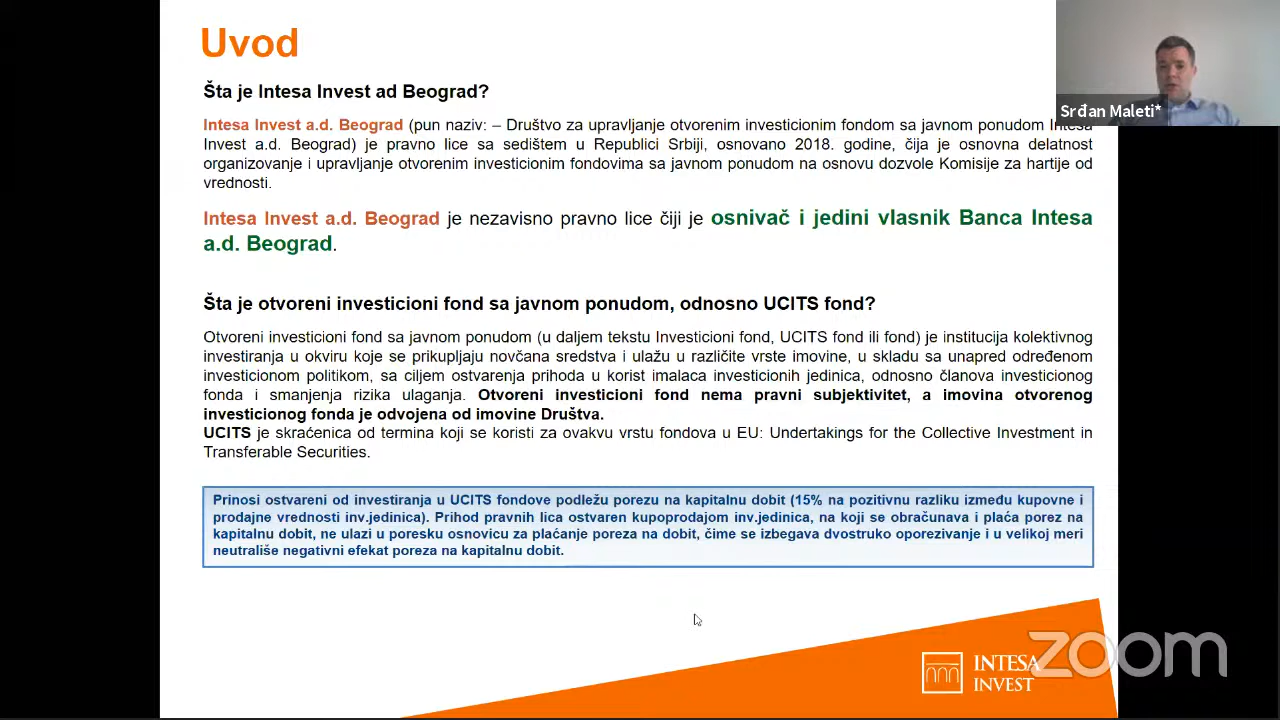 Uvod
Šta je Intesa Invest ad Beograd?
Srđan Maleti*
Intesa Invest a.d. Beograd (pun naziv: – Društvo za upravljanje otvorenim investicionim fondom sa javnom ponudom Intesa
Invest a.d. Beograd) je pravno lice sa sedištem u Republici Srbiji, osnovano 2018. godine, čija je osnovna delatnost
organizovanje i upravljanje otvorenim investicionim fondovima sa javnom ponudom na osnovu dozvole Komisije za hartije od
vrednosti.
Intesa Invest a.d. Beograd je nezavisno pravno lice čiji je osnivač i jedini vlasnik Banca Intesa
a.d. Beograd.
Šta je otvoreni investicioni fond sa javnom ponudom, odnosno UCITS fond?
Otvoreni investicioni fond sa javnom ponudom (u daljem tekstu Investicioni fond, UCITS fond ili fond) je institucija kolektivnog
investiranja u okviru koje se prikupljaju novčana sredstva i ulažu u različite vrste imovine, u skladu sa unapred određenom
investicionom politikom, sa ciljem ostvarenja prihoda u korist imalaca investicionih jedinica, odnosno članova investicionog
fonda i smanjenja rizika ulaganja. Otvoreni investicioni fond nema pravni subjektivitet, a imovina otvorenog
investicionog fonda je odvojena od imovine Društva.
UCITS je skraćenica od termina koji se koristi za ovakvu vrstu fondova u EU: Undertakings for the Collective Investment in
Transferable Securities.
Prinosi ostvareni od investiranja u UCITS fondove podležu porezu na kapitalnu dobit (15% na pozitivnu razliku između kupovne i
prodajne vrednosti inv.jedinica). Prihod pravnih lica ostvaren kupoprodajom inv.jedinica, na koji se obračunava i plaća porez na
kapitalnu dobit, ne ulazi u poresku osnovicu za plaćanje poreza na dobit, čime se izbegava dvostruko oporezivanje i u velikoj meri
neutrališe negativni efekat poreza na kapitalnu dobit.
zoom
INTESA
INVEST